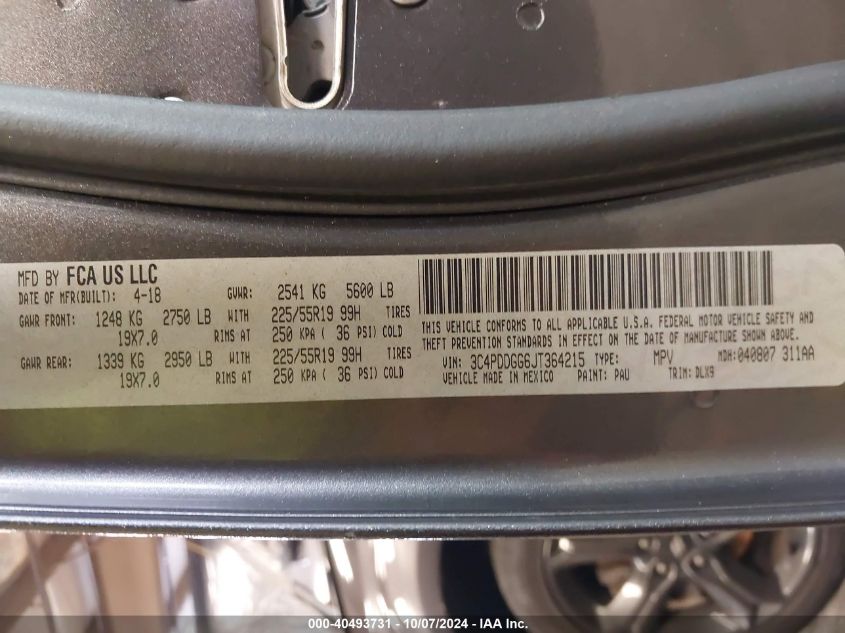 MFD BY FCA US LLC
DATE OF MFR(BUILT): 4-18 GVWR: 2541 KG 5600 LB
GAWR FRONT: 1248 KG 2750 LB WITH 225/55R19 99H TIRES
19X7.0 RIMS AT 250 KPA ( 36 PSI) COLD
GAWR REAR: 1339 KG 2950 LB WITH 225/55R19 99H TIRES
19X7.0 RIMS AT 250 KPA ( 36 PSI) COLD
THIS VEHICLE CONFORMS TO ALL APPLICABLE U.S.A. FEDERAL MOTOR VEHICLE SAFETY AND
THEFT PREVENTION STANDARDS IN EFFECT ON THE DATE OF MANUFACTURE SHOWN ABOVE.
VIN: 3C4PDDGG6JT364215 TYPE: MPV MDH: 040807 311AA
VEHICLE MADE IN MEXICO PAINT: PAU TRIM: DLX9
000-40493731 - 10/07/2024 - IAA Inc.